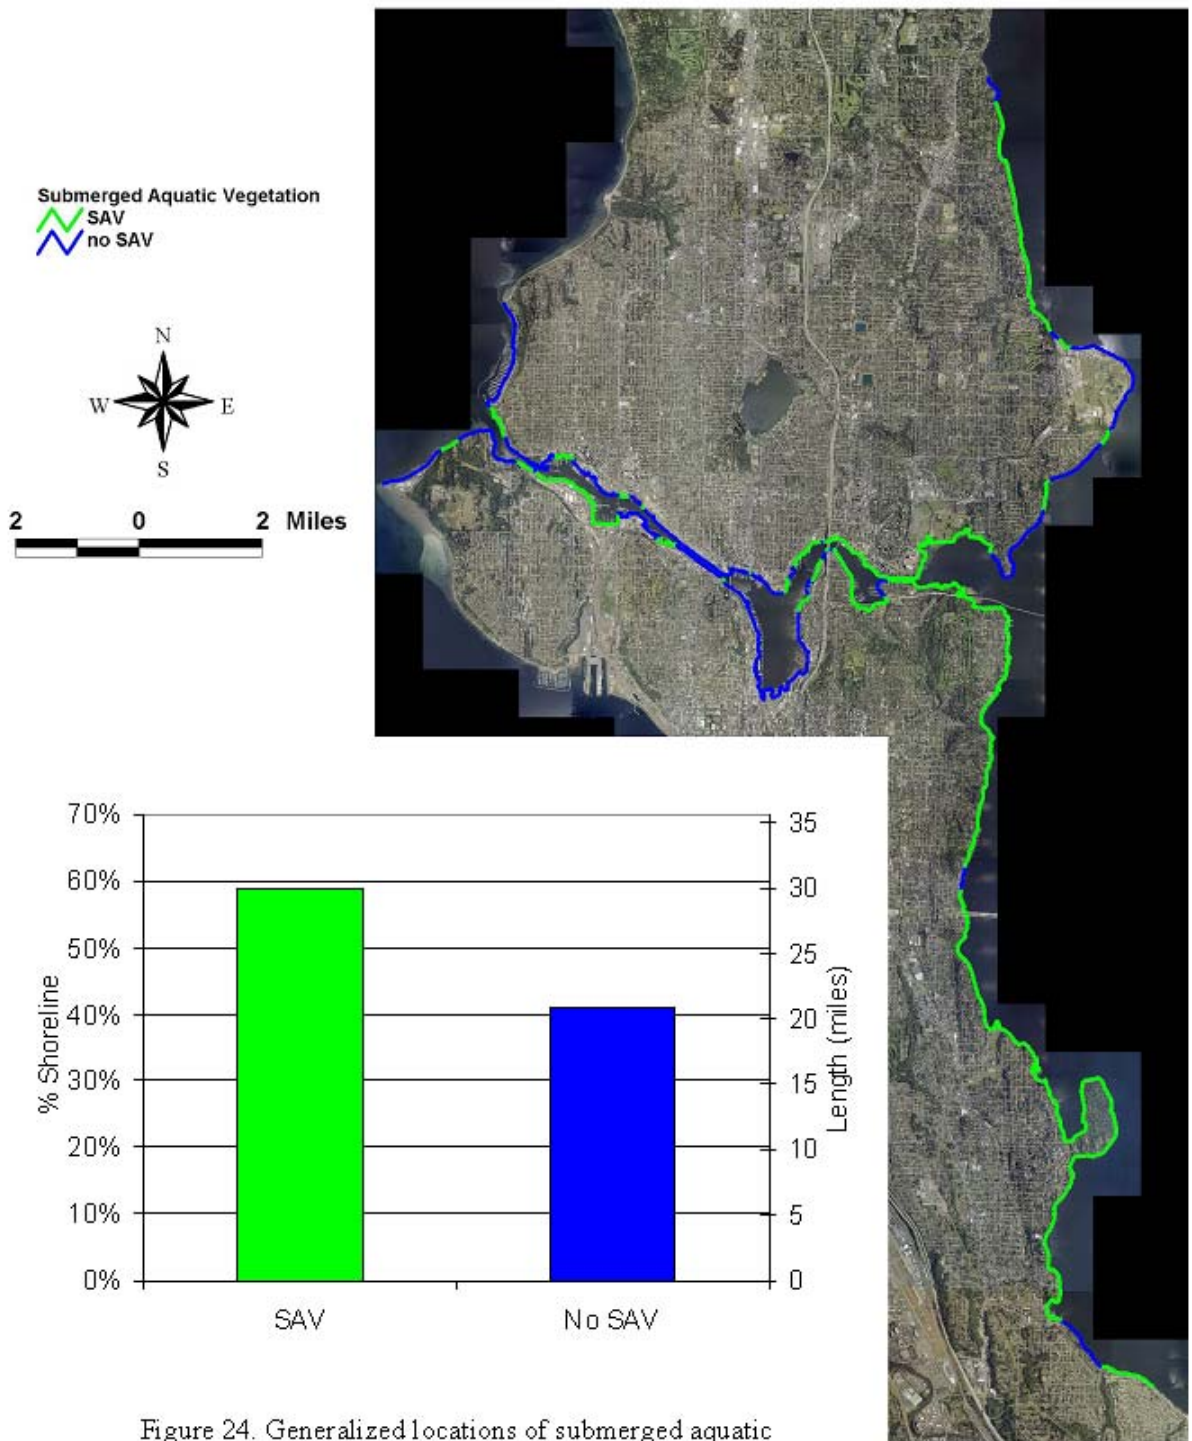 Submerged Aquatic Vegetation
SAV
no SAV
N
W E
S
2 0 2 Miles
70%
60%
50%
40%
30%
20%
10%
0%
% Shoreline
35
30
25
20
15
10
5
0
Length (miles)
SAV No SAV
Figure 24. Generalized locations of submerged aquatic